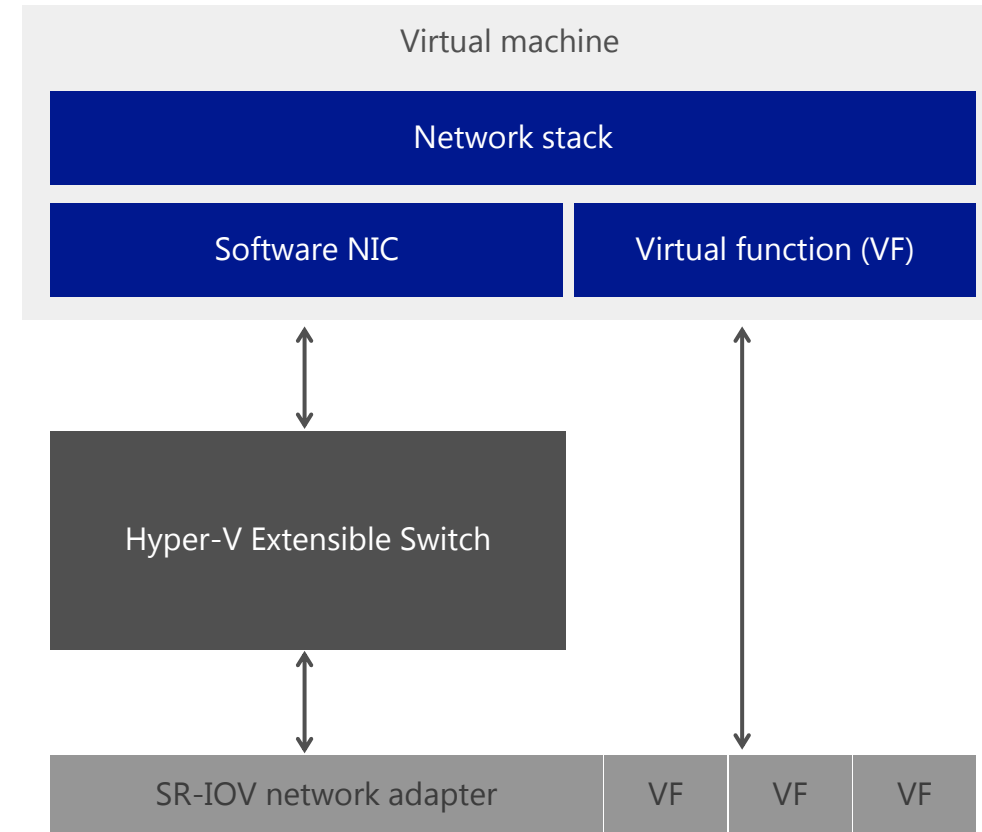 Virtual machine
Network stack
Software NIC
Virtual function (VF)
Hyper-V Extensible Switch
SR-IOV network adapter
VF
VF
VF